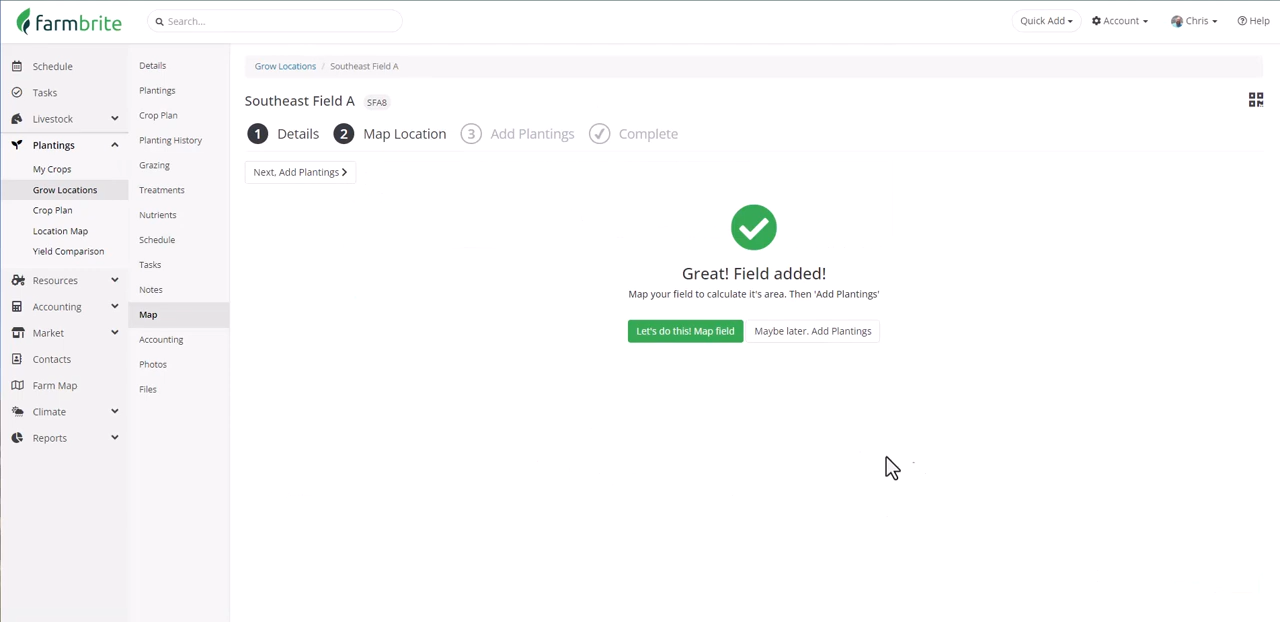 farmbrite
Search...
Quick Add
Account
Chris
Help
Schedule
Tasks
Livestock
Plantings
My Crops
Grow Locations
Crop Plan
Location Map
Yield Comparison
Resources
Accounting
Market
Contacts
Farm Map
Climate
Reports
Details
Plantings
Crop Plan
Planting History
Grazing
Treatments
Nutrients
Schedule
Tasks
Notes
Map
Accounting
Photos
Files
Grow Locations / Southeast Field A
Southeast Field A SFA8
1 Details 2 Map Location 3 Add Plantings Complete
Next, Add Plantings
Great! Field added!
Map your field to calculate it's area. Then 'Add Plantings'
Let's do this! Map field Maybe later. Add Plantings